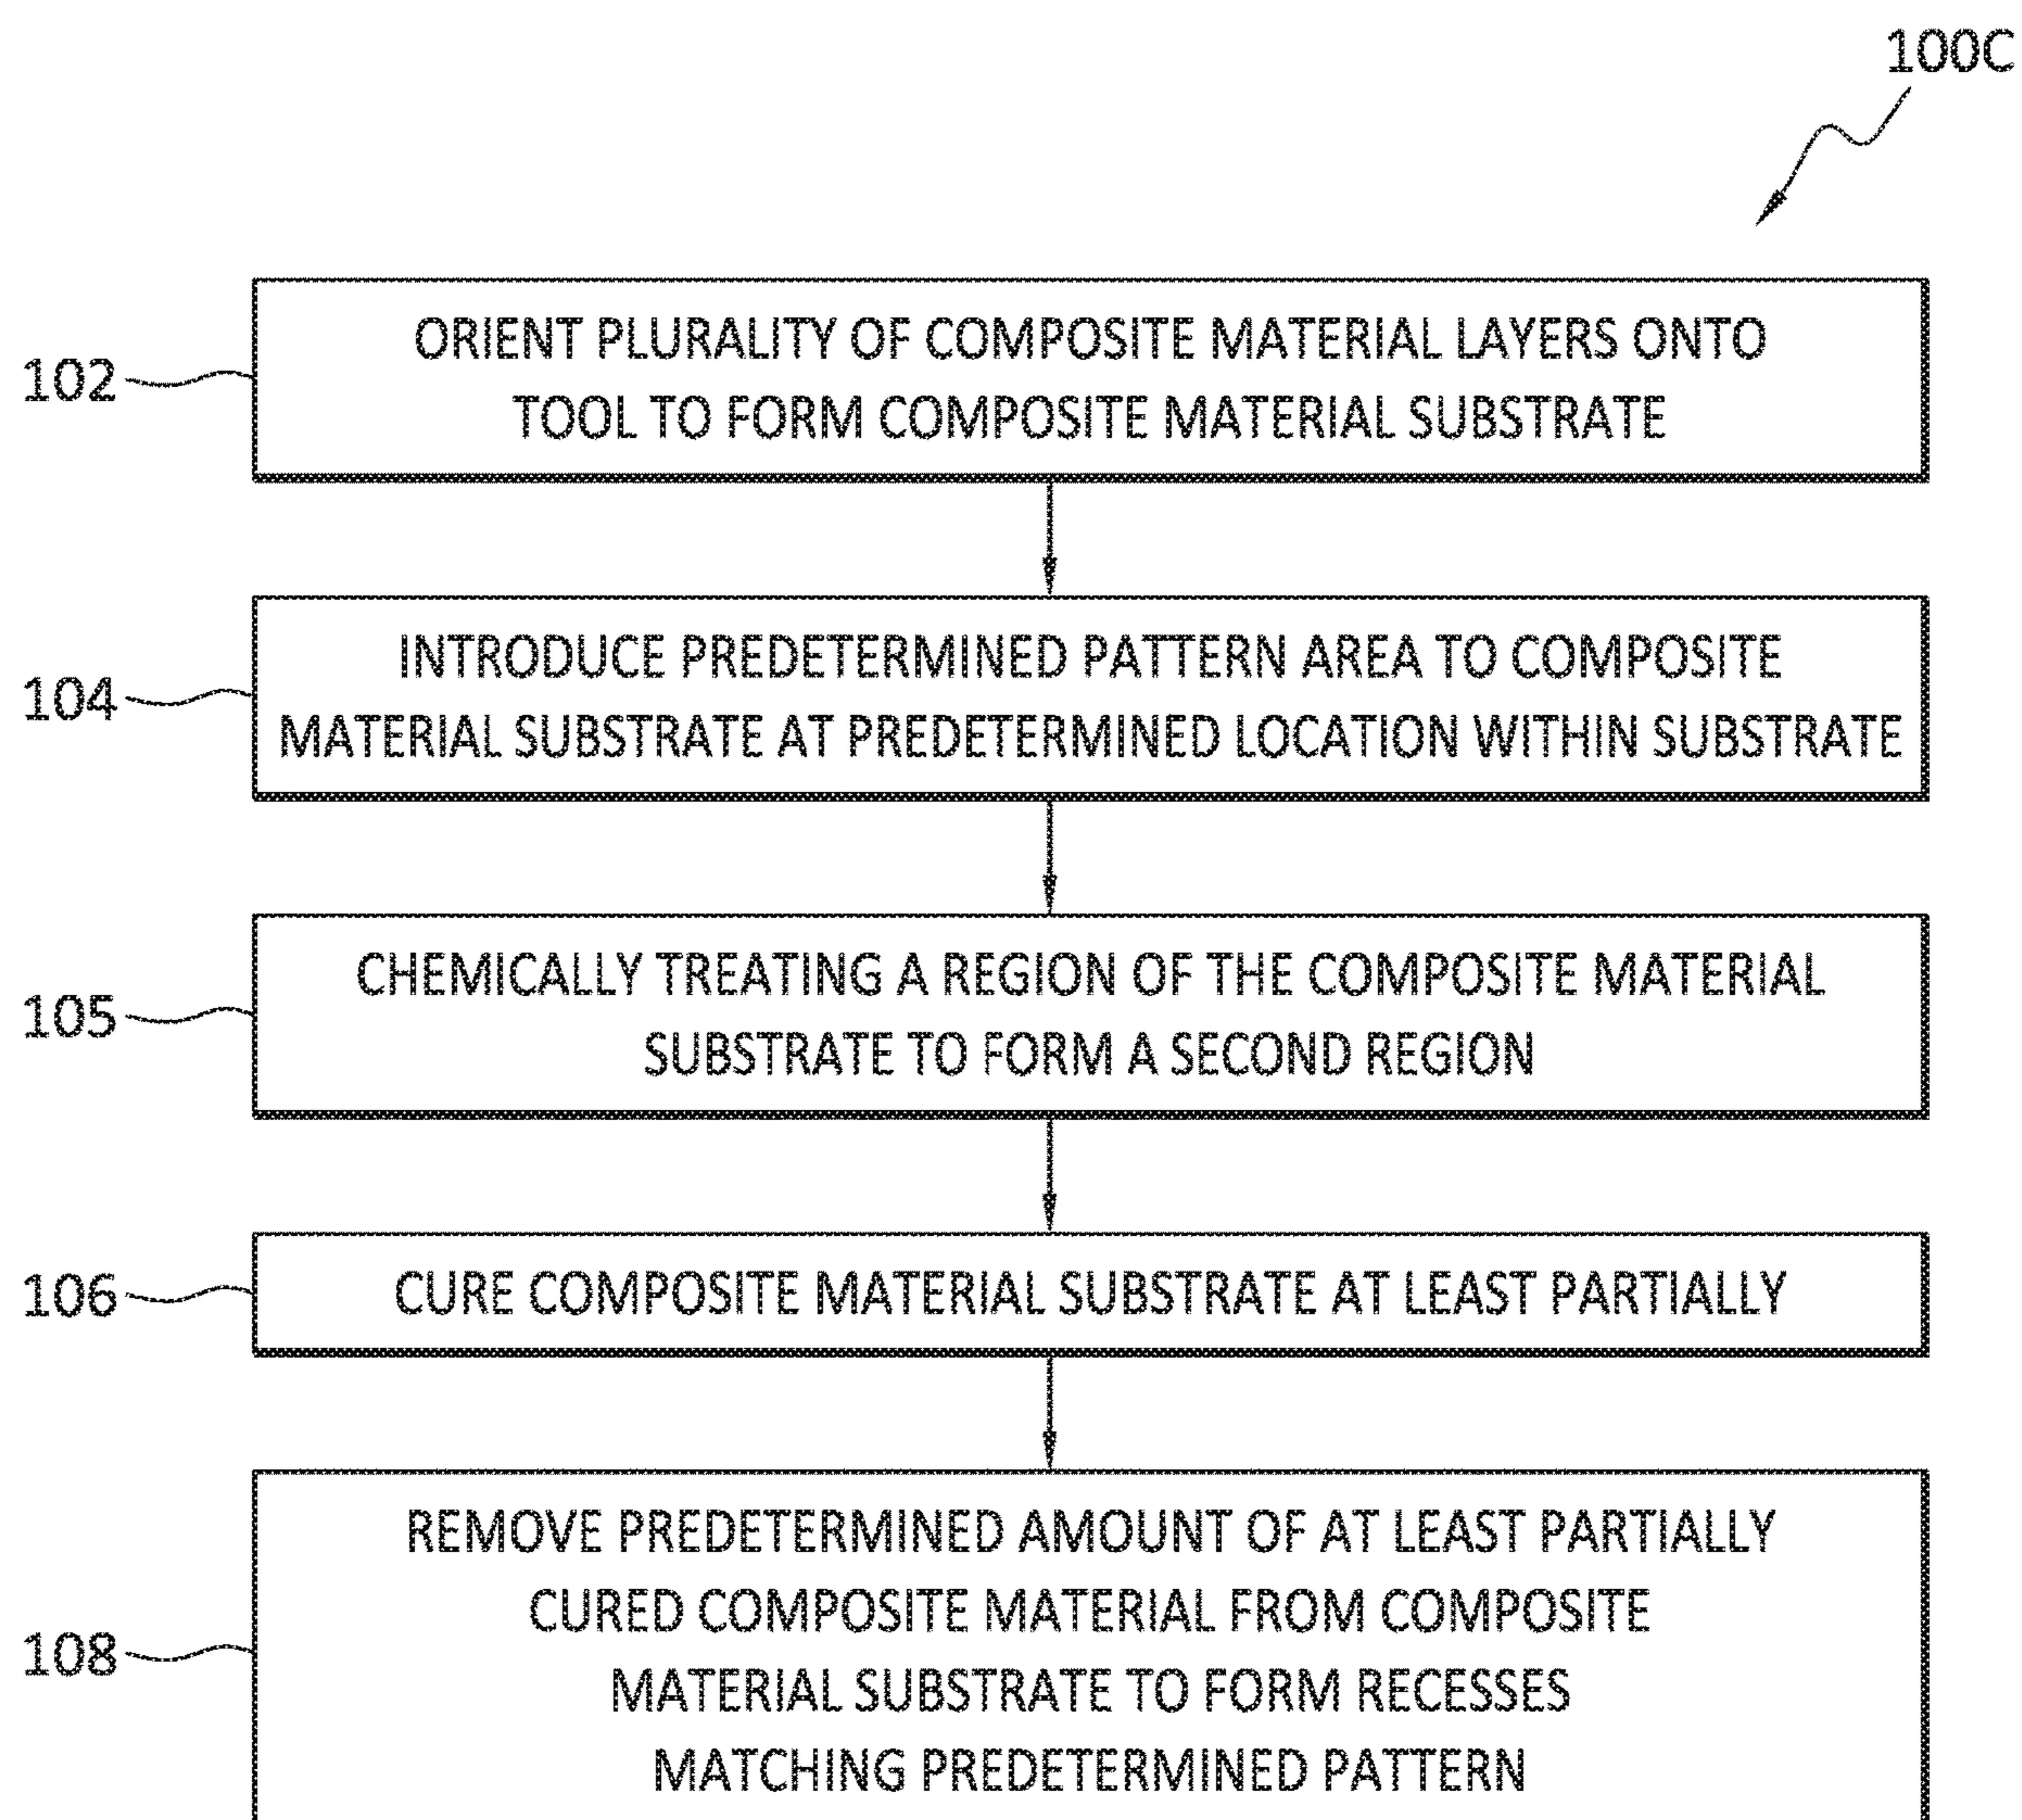 100C
102
ORIENT PLURALITY OF COMPOSITE MATERIAL LAYERS ONTO
TOOL TO FORM COMPOSITE MATERIAL SUBSTRATE
104
INTRODUCE PREDETERMINED PATTERN AREA TO COMPOSITE
MATERIAL SUBSTRATE AT PREDETERMINED LOCATION WITHIN SUBSTRATE
105
CHEMICALLY TREATING A REGION OF THE COMPOSITE MATERIAL
SUBSTRATE TO FORM A SECOND REGION
106
CURE COMPOSITE MATERIAL SUBSTRATE AT LEAST PARTIALLY
108
REMOVE PREDETERMINED AMOUNT OF AT LEAST PARTIALLY
CURED COMPOSITE MATERIAL FROM COMPOSITE
MATERIAL SUBSTRATE TO FORM RECESSES
MATCHING PREDETERMINED PATTERN